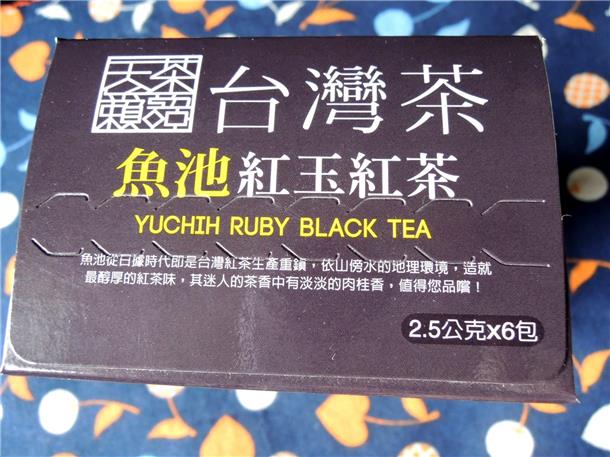 天籟茶語
台灣茶
魚池紅玉紅茶
YUCHIH RUBY BLACK TEA
魚池從日據時代即是台灣紅茶生產重鎮，依山傍水的地理環境，造就
最醇厚的紅茶味，其迷人的茶香中有淡淡的肉桂香，值得您品嚐！
2.5公克x6包